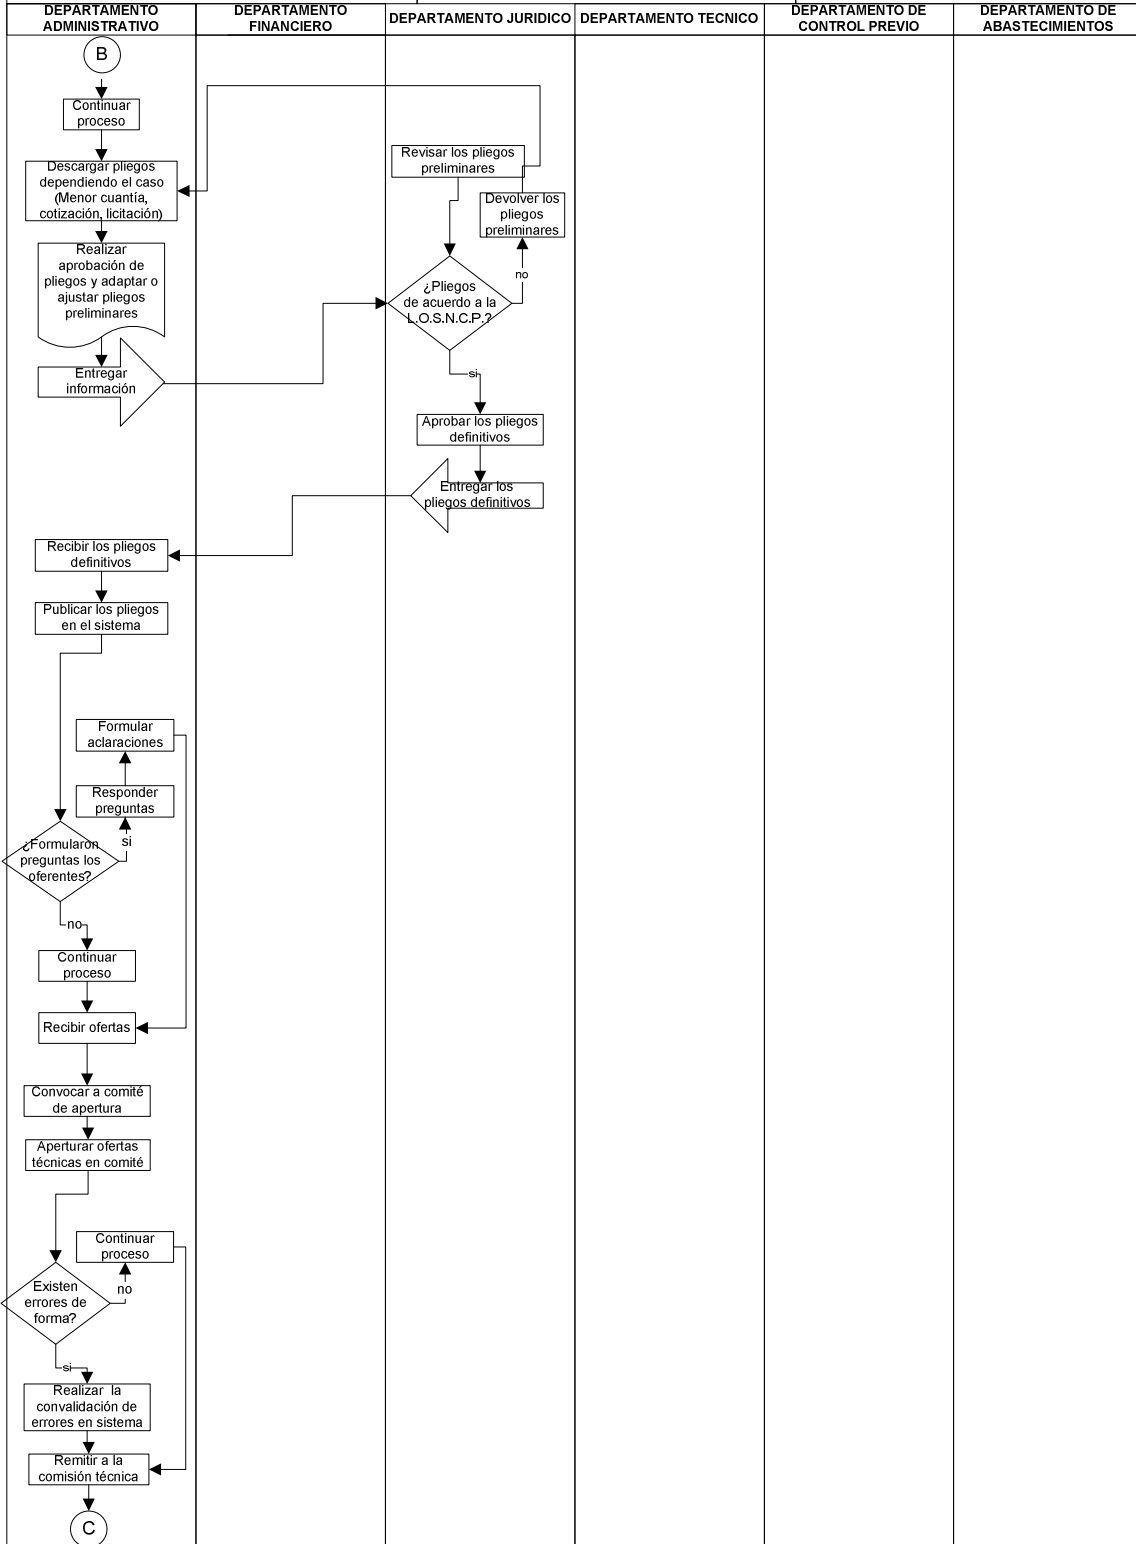 DEPARTAMENTO
ADMINISTRATIVO
DEPARTAMENTO
FINANCIERO
DEPARTAMENTO JURIDICO
DEPARTAMENTO TECNICO
DEPARTAMENTO DE
CONTROL PREVIO
DEPARTAMENTO DE
ABASTECIMIENTOS
B
Continuar
proceso
Descargar pliegos
dependiendo el caso
(Menor cuantía,
cotización, licitación)
Realizar
aprobación de
pliegos y adaptar o
ajustar pliegos
preliminares
Entregar
información
Revisar los pliegos
preliminares
Devolver los
pliegos
preliminares
no
¿Pliegos
de acuerdo a la
L.O.S.N.C.P.?
si
Aprobar los pliegos
definitivos
Entregar los
pliegos definitivos
Recibir los pliegos
definitivos
Publicar los pliegos
en el sistema
Formular
aclaraciones
Responder
preguntas
si
¿Formularon
preguntas los
oferentes?
no
Continuar
proceso
Recibir ofertas
Convocar a comité
de apertura
Aperturar ofertas
técnicas en comité
Continuar
proceso
no
Existen
errores de
forma?
si
Realizar  la
convalidación de
errores en sistema
Remitir a la
comisión técnica
C